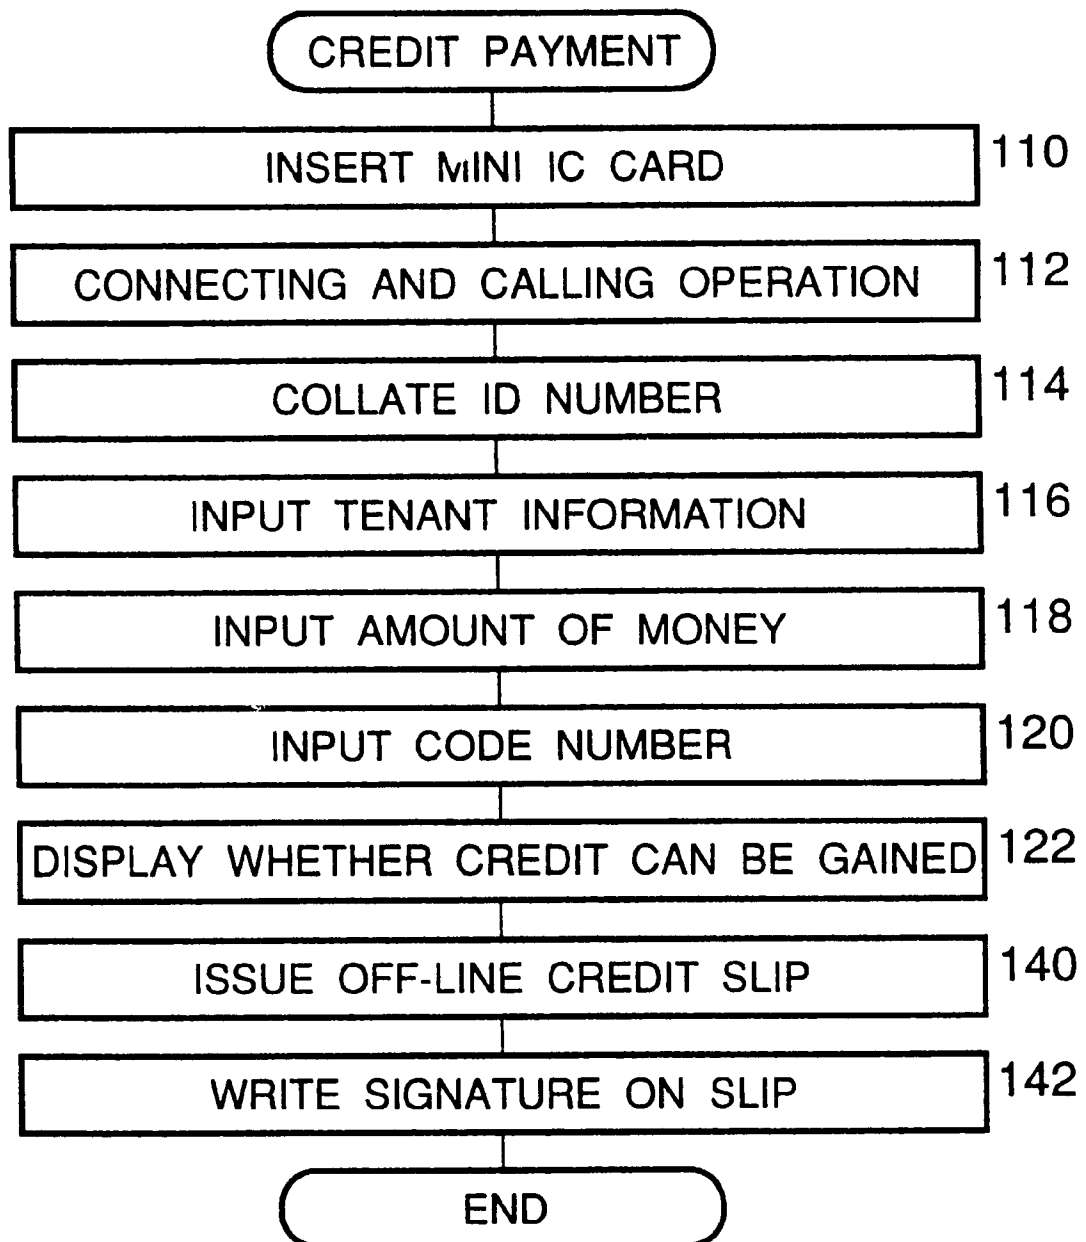 CREDIT PAYMENT
INSERT MINI IC CARD 110
CONNECTING AND CALLING OPERATION 112
COLLATE ID NUMBER 114
INPUT TENANT INFORMATION 116
INPUT AMOUNT OF MONEY 118
INPUT CODE NUMBER 120
DISPLAY WHETHER CREDIT CAN BE GAINED 122
ISSUE OFF-LINE CREDIT SLIP 140
WRITE SIGNATURE ON SLIP 142
END